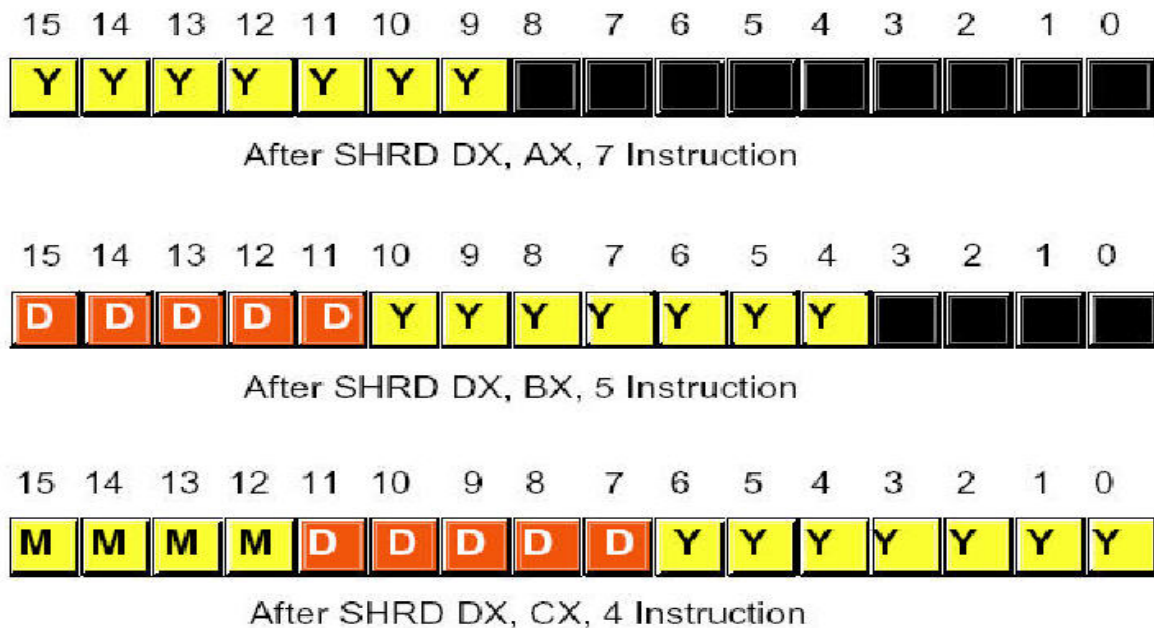 15 14 13 12 11 10 9 8 7 6 5 4 3 2 1 0
Y Y Y Y Y Y Y
After SHRD DX, AX, 7 Instruction
15 14 13 12 11 10 9 8 7 6 5 4 3 2 1 0
D D D D D Y Y Y Y Y Y Y
After SHRD DX, BX, 5 Instruction
15 14 13 12 11 10 9 8 7 6 5 4 3 2 1 0
M M M M D D D D D Y Y Y Y Y Y Y
After SHRD DX, CX, 4 Instruction